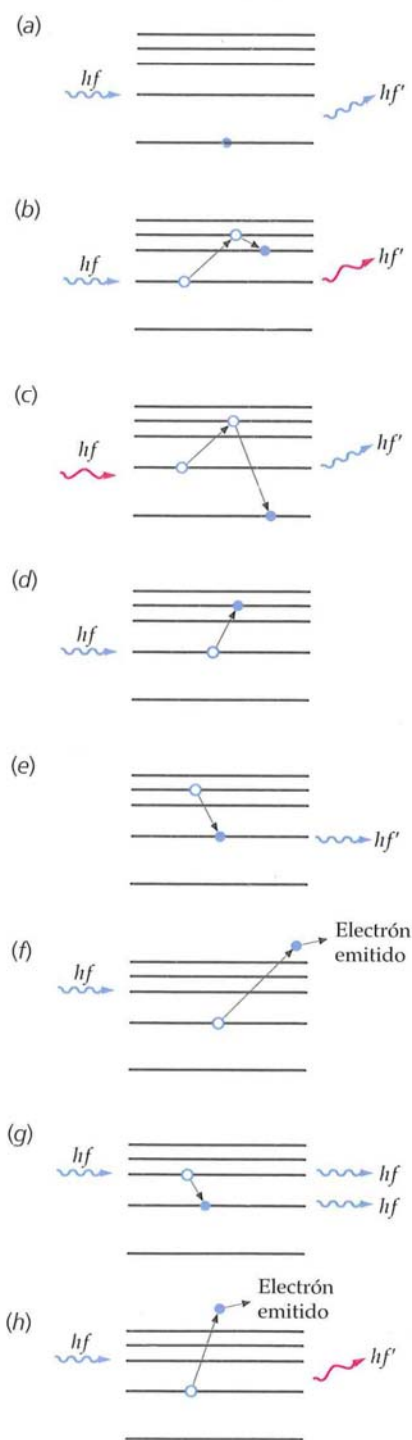 (a)
hf
hf'
(b)
hf
hf'
(c)
hf
hf'
(d)
hf
(e)
hf'
(f)
hf
Electrón
emitido
(g)
hf
hf
hf
(h)
hf
Electrón
emitido
hf'